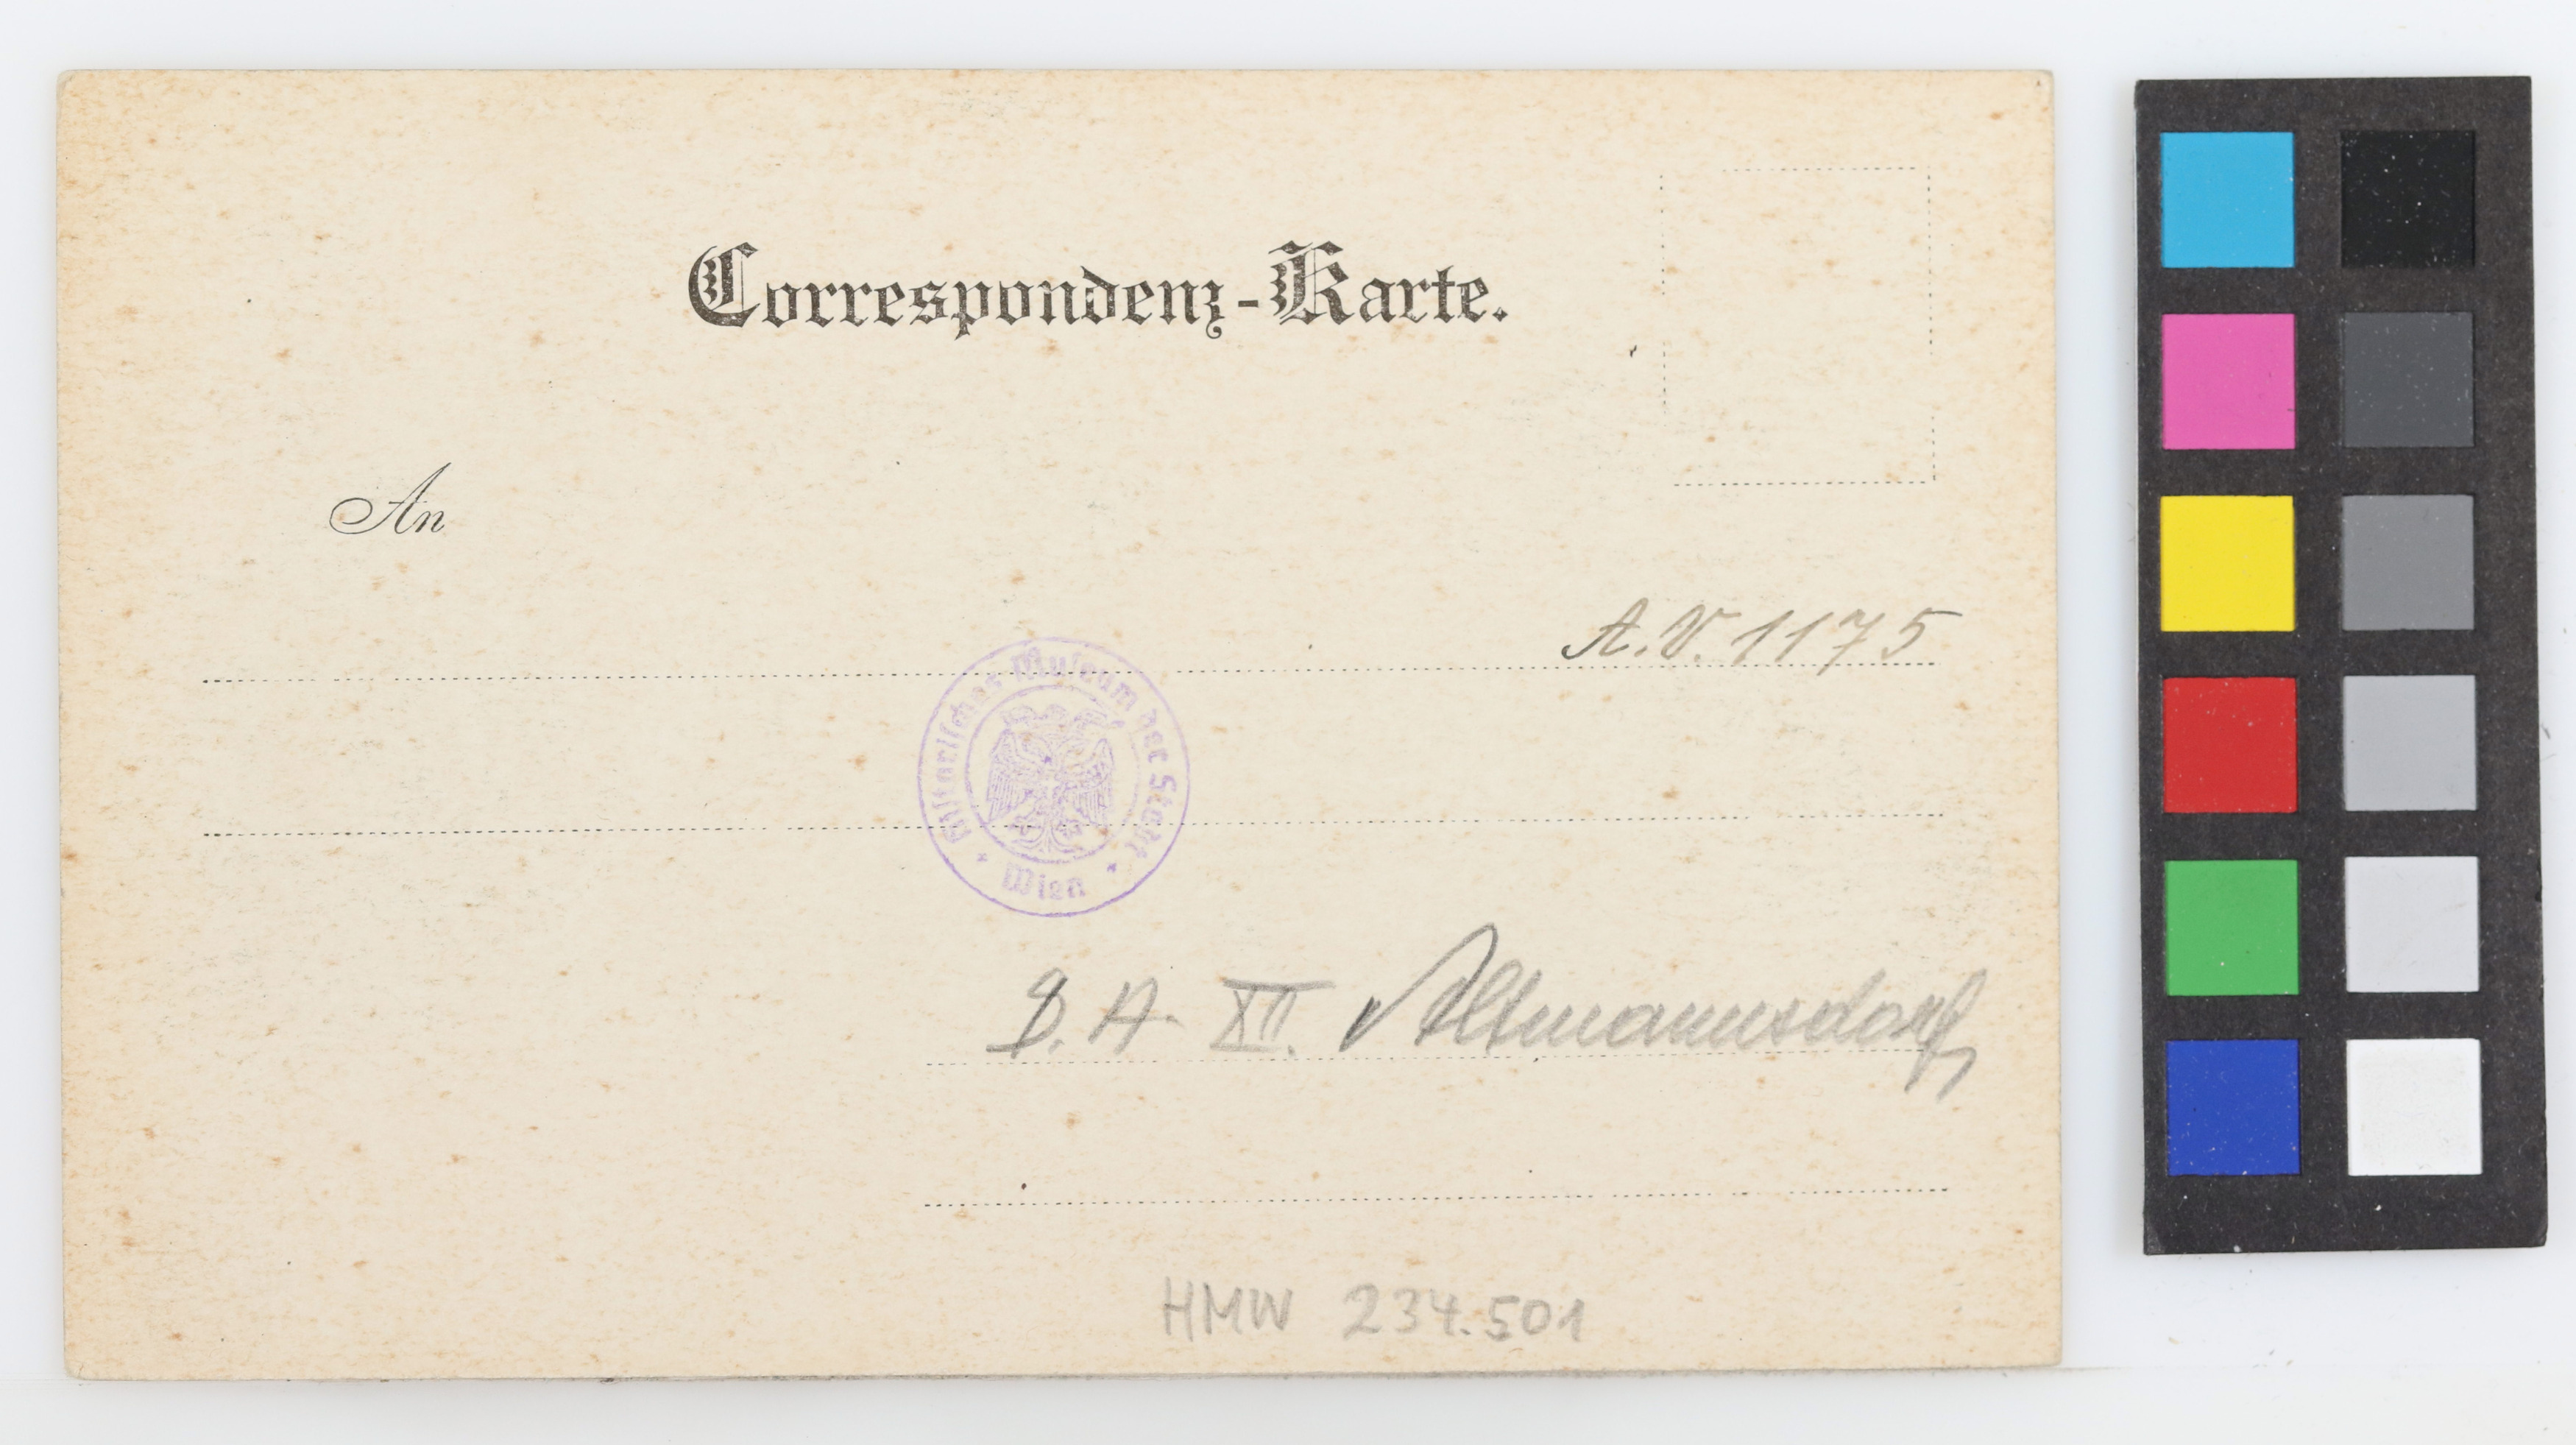 Correspondenz-Karte.
An
A.V. 1175
Historisches Museum der Stadt
Wien
D. A. XII. Altmannsdorf
HMW 234.501